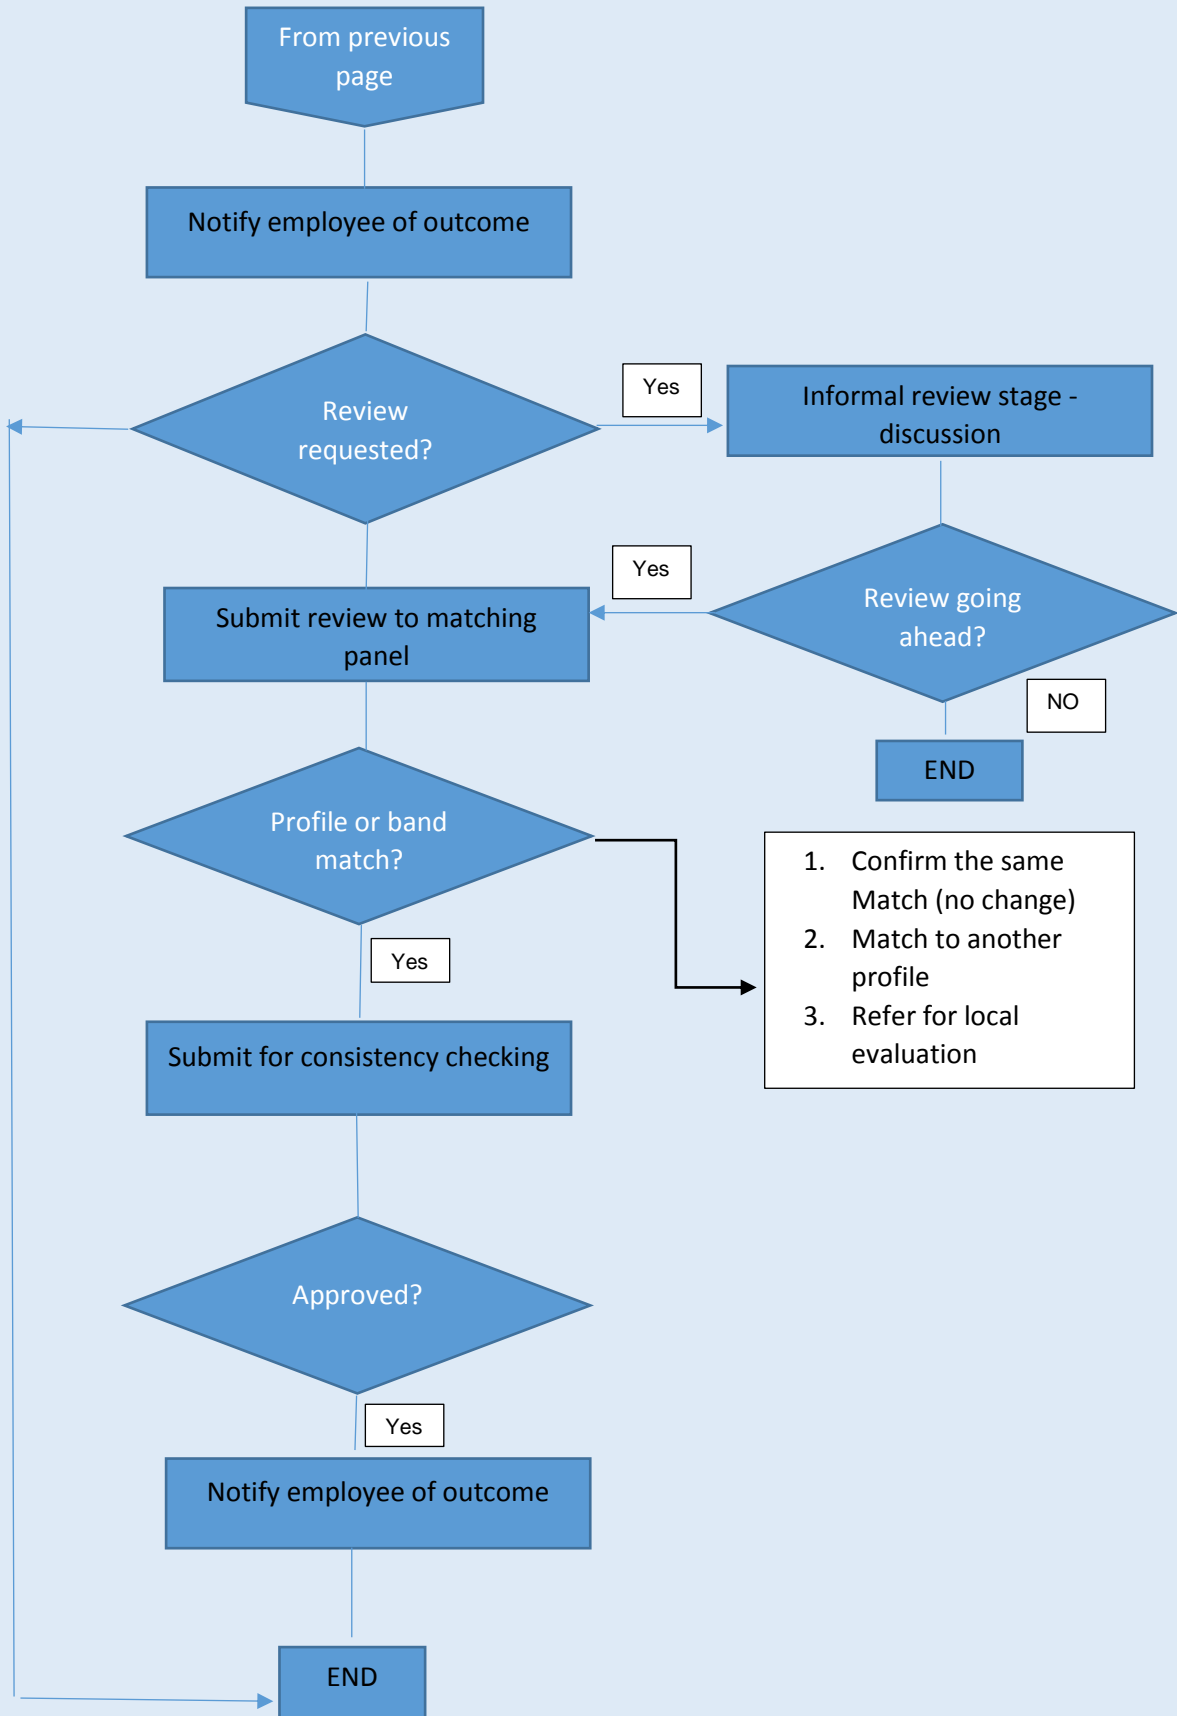 From previous
page
Notify employee of outcome
Review
requested?
Yes
Informal review stage -
discussion
Yes
Review going
ahead?
Submit review to matching
panel
NO
END
Profile or band
match?
1. Confirm the same
Match (no change)
2. Match to another
profile
3. Refer for local
evaluation
Yes
Submit for consistency checking
Approved?
Yes
Notify employee of outcome
END